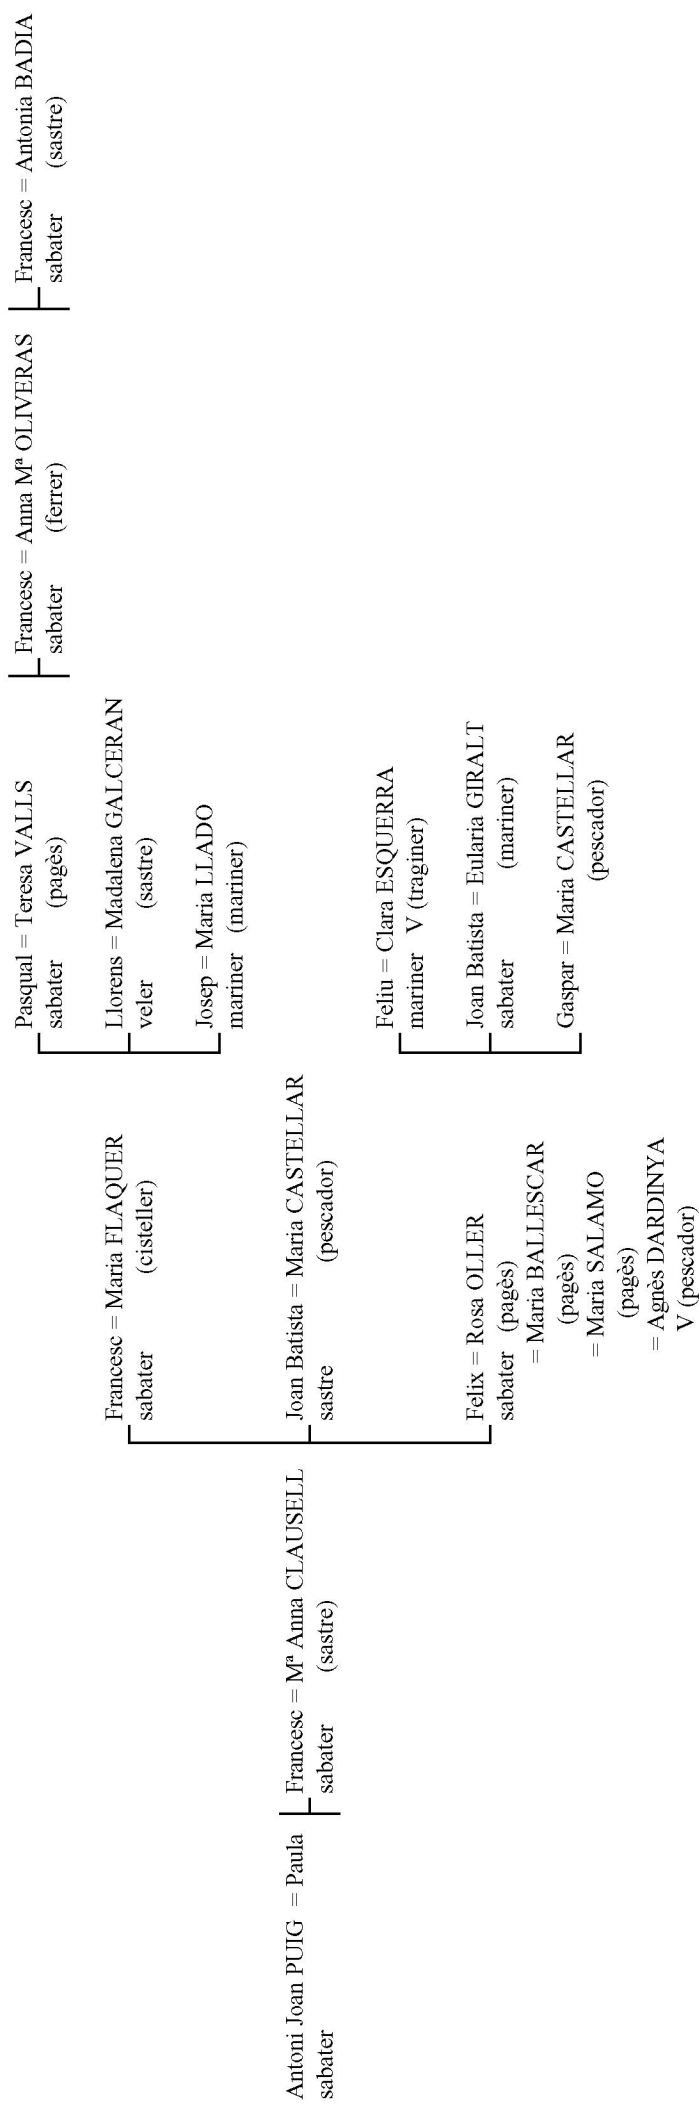 Antoni Joan PUIG = Paula
sabater
Francesc = Mª Anna CLAUSELL
sabater (sastre)
Francesc = Maria FLAQUER
sabater (cisteller)
Joan Batista = Maria CASTELLAR
sastre (pescador)
Felix = Rosa OLLER
sabater (pagès)
= Maria BALLESCAR
(pagès)
= Maria SALAMO
(pagès)
= Agnès DARDINYA
V (pescador)
Pasqual = Teresa VALLS
sabater (pagès)
Llorens = Madalena GALCERAN
veler (sastre)
Josep = Maria LLADO
mariner (mariner)
Feliu = Clara ESQUERRA
mariner V (traginer)
Joan Batista = Eularia GIRALT
sabater (mariner)
Gaspar = Maria CASTELLAR
(pescador)
Francesc = Anna Mª OLIVERAS
sabater (ferrer)
Francesc = Antonia BADIA
sabater (sastre)